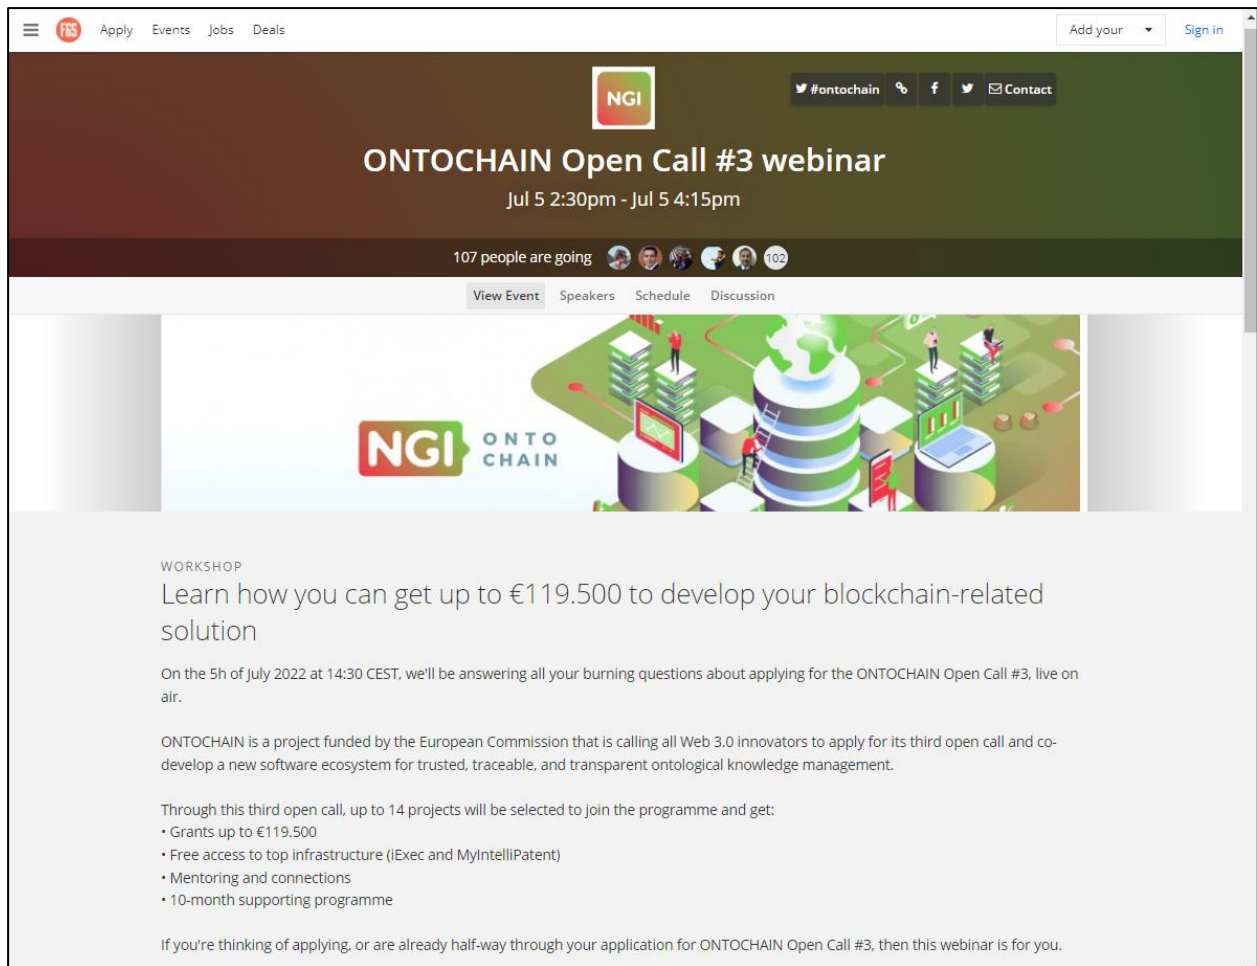 F6S
Apply Events Jobs Deals
Add your
Sign in
#ontochain
Contact
NGI
ONTOCHAIN Open Call #3 webinar
Jul 5 2:30pm - Jul 5 4:15pm
107 people are going
102
View Event Speakers Schedule Discussion
NGI
ONTO
CHAIN
WORKSHOP
Learn how you can get up to €119.500 to develop your blockchain-related
solution
On the 5h of July 2022 at 14:30 CEST, we'll be answering all your burning questions about applying for the ONTOCHAIN Open Call #3, live on
air.
ONTOCHAIN is a project funded by the European Commission that is calling all Web 3.0 innovators to apply for its third open call and co-
develop a new software ecosystem for trusted, traceable, and transparent ontological knowledge management.
Through this third open call, up to 14 projects will be selected to join the programme and get:
• Grants up to €119.500
• Free access to top infrastructure (iExec and MyIntelliPatent)
• Mentoring and connections
• 10-month supporting programme
If you're thinking of applying, or are already half-way through your application for ONTOCHAIN Open Call #3, then this webinar is for you.